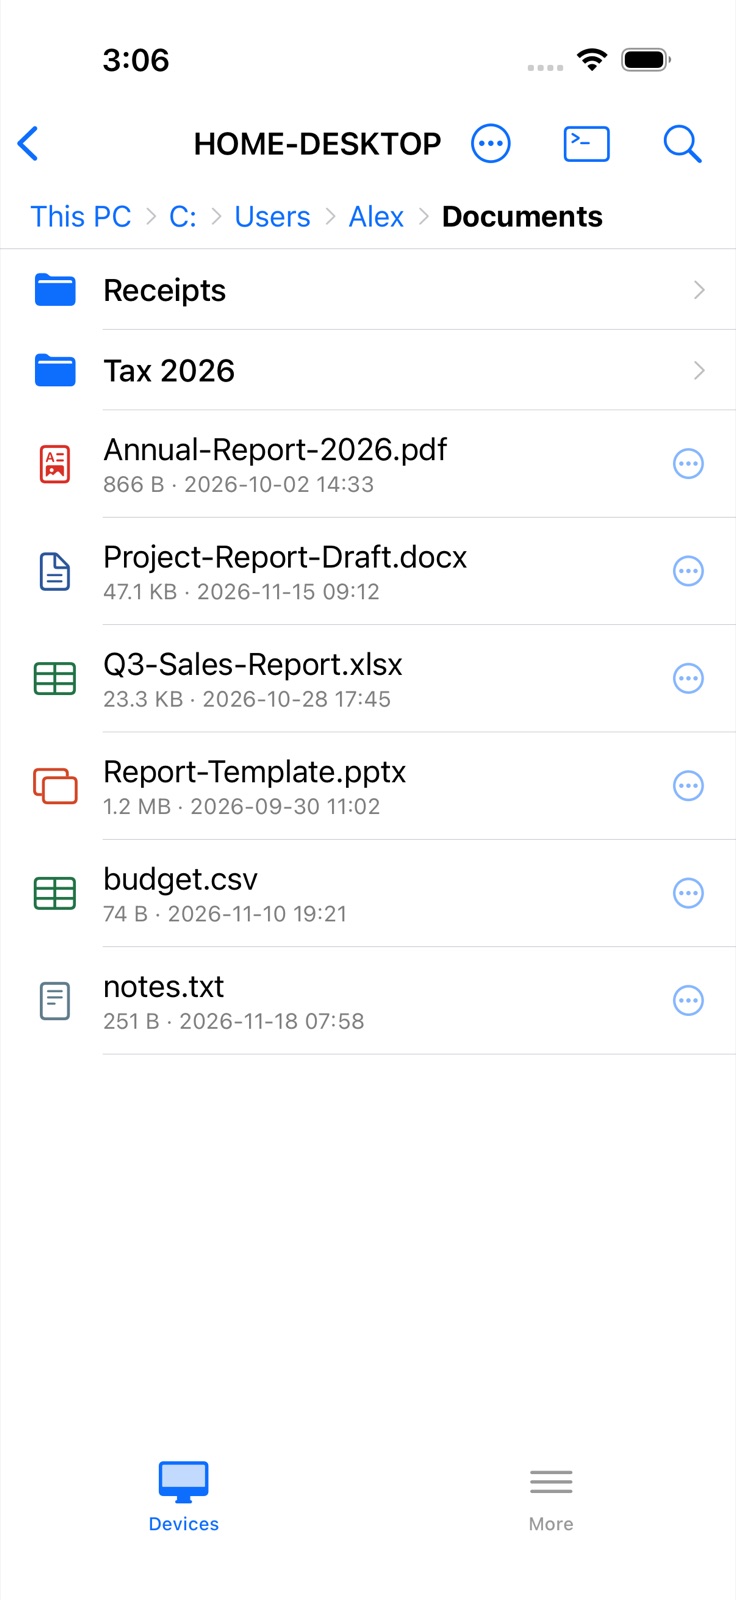 3:06
HOME-DESKTOP
This PC > C: > Users > Alex > Documents
Receipts
Tax 2026
Annual-Report-2026.pdf
866 B · 2026-10-02 14:33
Project-Report-Draft.docx
47.1 KB · 2026-11-15 09:12
Q3-Sales-Report.xlsx
23.3 KB · 2026-10-28 17:45
Report-Template.pptx
1.2 MB · 2026-09-30 11:02
budget.csv
74 B · 2026-11-10 19:21
notes.txt
251 B · 2026-11-18 07:58
Devices
More